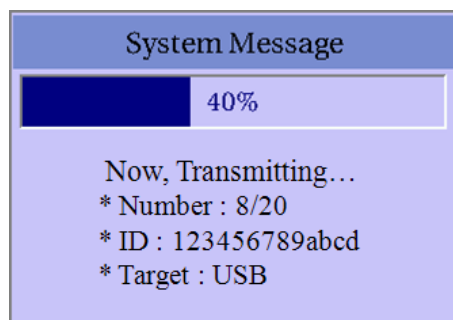 System Message
40%
Now, Transmitting…
* Number : 8/20
* ID : 123456789abcd
* Target : USB